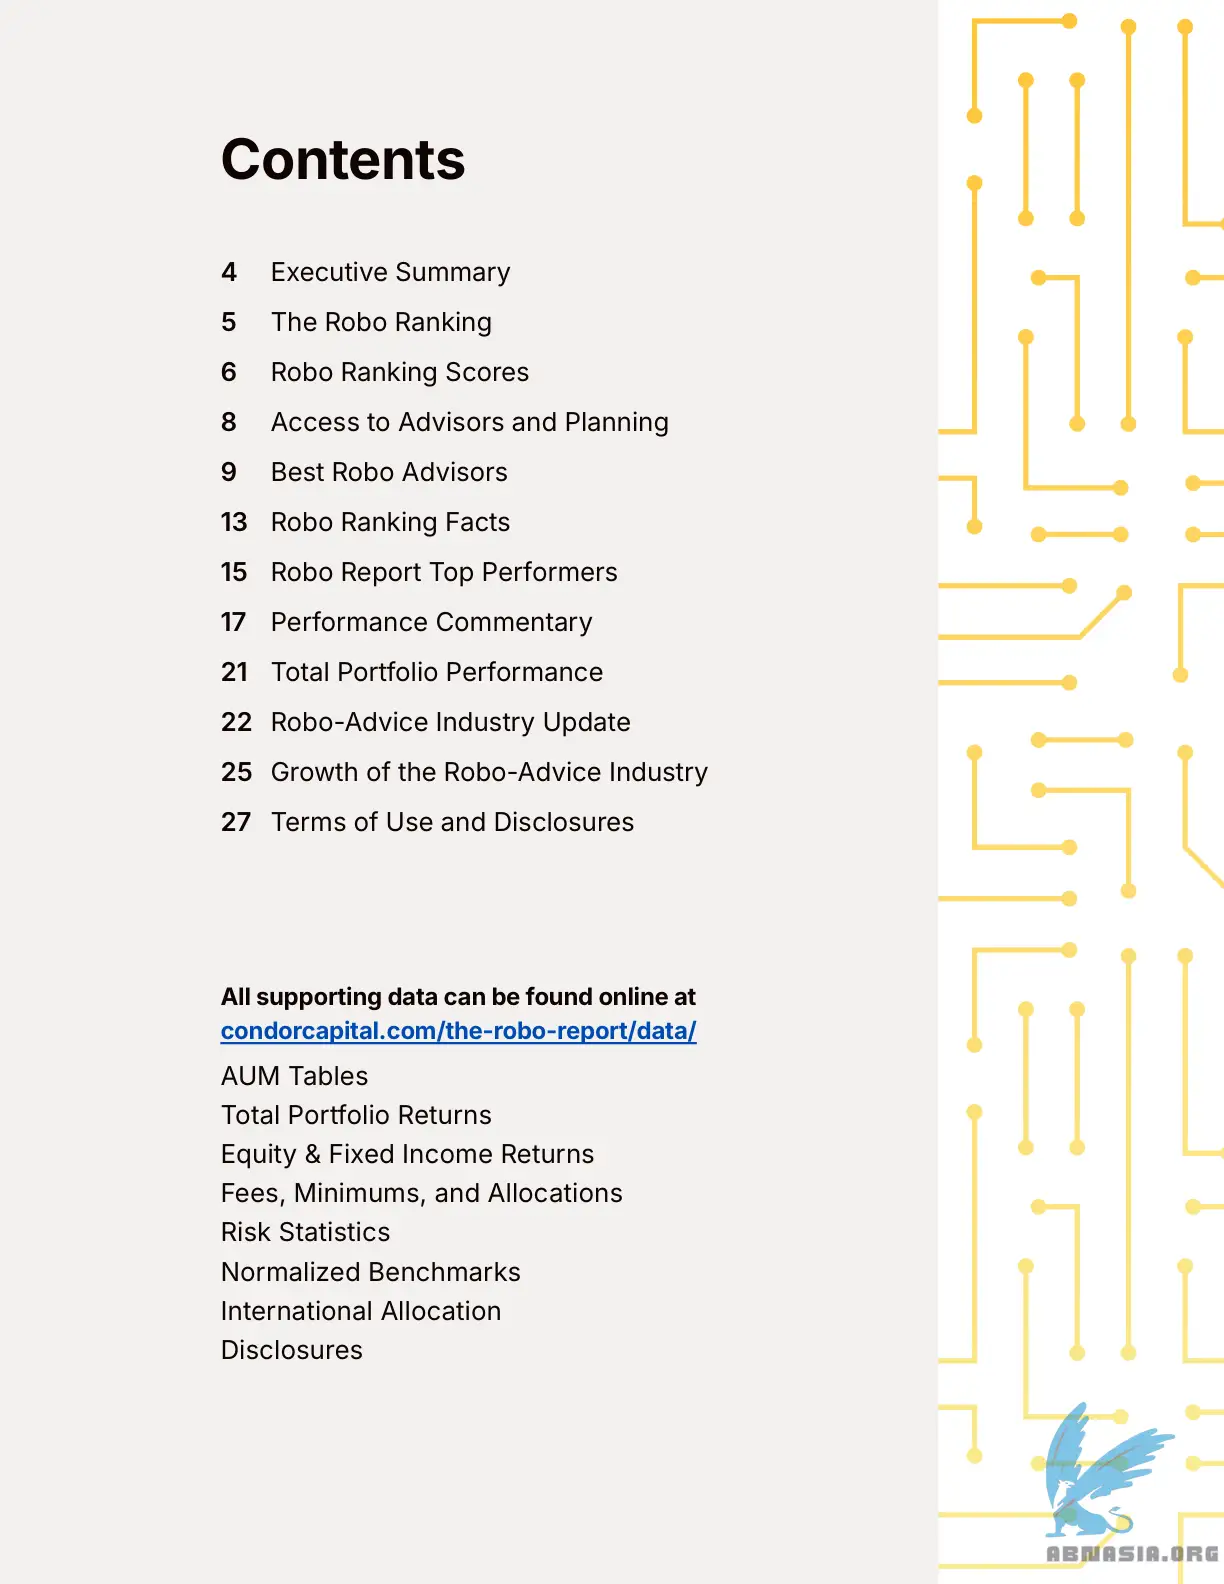 Contents
4 Executive Summary
5 The Robo Ranking
6 Robo Ranking Scores
8 Access to Advisors and Planning
9 Best Robo Advisors
13 Robo Ranking Facts
15 Robo Report Top Performers
17 Performance Commentary
21 Total Portfolio Performance
22 Robo-Advice Industry Update
25 Growth of the Robo-Advice Industry
27 Terms of Use and Disclosures
All supporting data can be found online at
condorcapital.com/the-robo-report/data/
AUM Tables
Total Portfolio Returns
Equity & Fixed Income Returns
Fees, Minimums, and Allocations
Risk Statistics
Normalized Benchmarks
International Allocation
Disclosures
ABNASIA.ORG